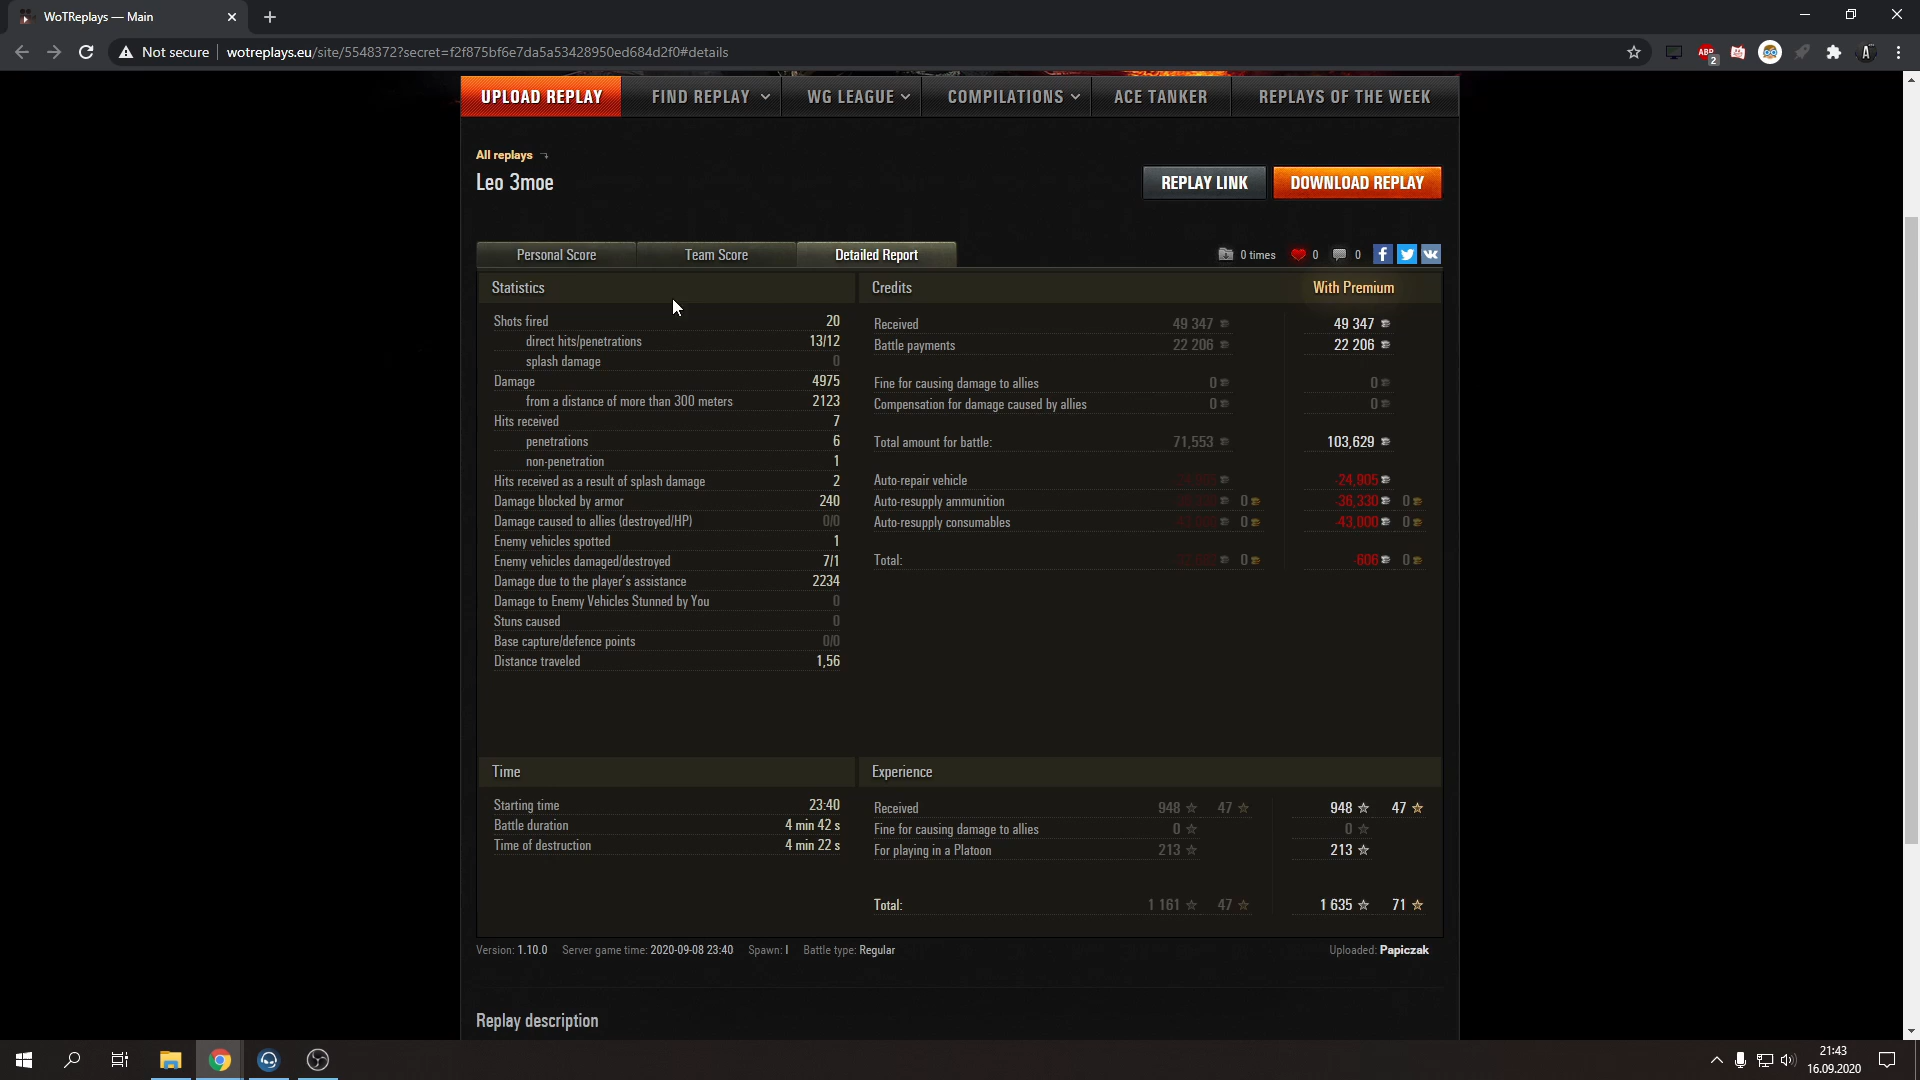 WoTReplays — Main
Not secure
wotreplays.eu/site/5548372?secret=f2f875bf6e7da5a53428950ed684d2f0#details
ABP
2
UPLOAD REPLAY
FIND REPLAY
WG LEAGUE
COMPILATIONS
ACE TANKER
REPLAYS OF THE WEEK
All replays
Leo 3moe
REPLAY LINK
DOWNLOAD REPLAY
Personal Score
Team Score
Detailed Report
0 times
0
0
Statistics
Shots fired 20
direct hits/penetrations 13/12
splash damage 0
Damage 4975
from a distance of more than 300 meters 2123
Hits received 7
penetrations 6
non-penetration 1
Hits received as a result of splash damage 2
Damage blocked by armor 240
Damage caused to allies (destroyed/HP) 0/0
Enemy vehicles spotted 1
Enemy vehicles damaged/destroyed 7/1
Damage due to the player's assistance 2234
Damage to Enemy Vehicles Stunned by You 0
Stuns caused 0
Base capture/defence points 0/0
Distance traveled 1,56
Credits With Premium
Received 49 347 49 347
Battle payments 22 206 22 206
Fine for causing damage to allies 0 0
Compensation for damage caused by allies 0 0
Total amount for battle: 71,553 103,629
Auto-repair vehicle -24,905
Auto-resupply ammunition 0 -36,330 0
Auto-resupply consumables 0 -43,000 0
Total: 0 -606 0
Time
Starting time 23:40
Battle duration 4 min 42 s
Time of destruction 4 min 22 s
Experience
Received 948 47 948 47
Fine for causing damage to allies 0 0
For playing in a Platoon 213 213
Total: 1 161 47 1 635 71
Version: 1.10.0 Server game time: 2020-09-08 23:40 Spawn: I Battle type: Regular
Uploaded: Papiczak
Replay description
21:43
16.09.2020